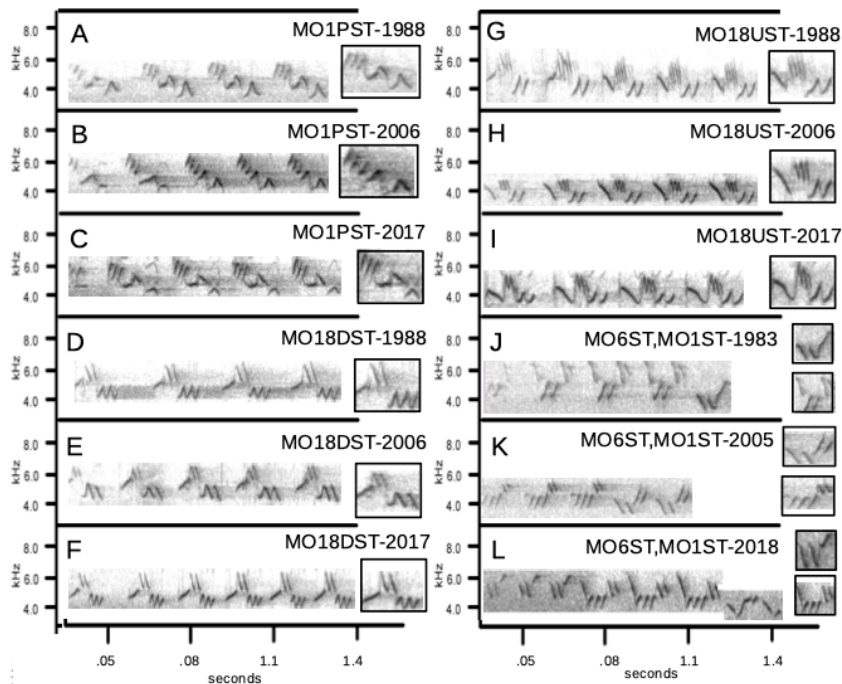 A MO1PST-1988
8.0
6.0
4.0
kHz
B MO1PST-2006
8.0
6.0
4.0
kHz
C MO1PST-2017
8.0
6.0
4.0
kHz
D MO18DST-1988
8.0
6.0
4.0
kHz
E MO18DST-2006
8.0
6.0
4.0
kHz
F MO18DST-2017
8.0
6.0
4.0
kHz
.05 .08 1.1 1.4
seconds
G MO18UST-1988
8.0
6.0
4.0
kHz
H MO18UST-2006
8.0
6.0
4.0
kHz
I MO18UST-2017
8.0
6.0
4.0
kHz
J MO6ST,MO1ST-1983
8.0
6.0
4.0
kHz
K MO6ST,MO1ST-2005
8.0
6.0
4.0
kHz
L MO6ST,MO1ST-2018
8.0
6.0
4.0
kHz
.05 .08 1.1 1.4
seconds